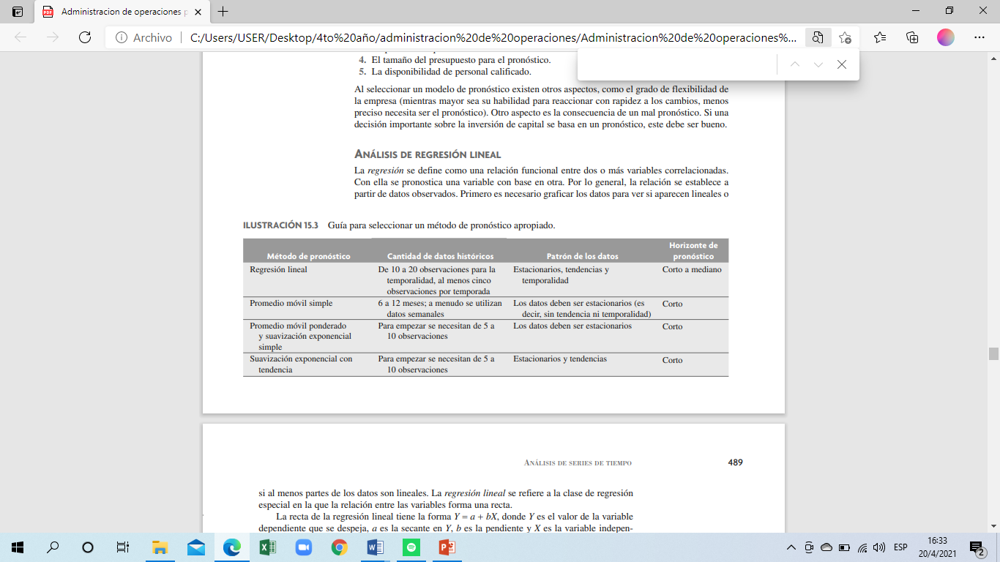 Administracion de operaciones p
Archivo
C:/Users/USER/Desktop/4to%20año/administracion%20de%20operaciones/Administracion%20de%20operaciones%...
4. El tamaño del presupuesto para el pronóstico.
5. La disponibilidad de personal calificado.
Al seleccionar un modelo de pronóstico existen otros aspectos, como el grado de flexibilidad de
la empresa (mientras mayor sea su habilidad para reaccionar con rapidez a los cambios, menos
preciso necesita ser el pronóstico). Otro aspecto es la consecuencia de un mal pronóstico. Si una
decisión importante sobre la inversión de capital se basa en un pronóstico, este debe ser bueno.
ANÁLISIS DE REGRESIÓN LINEAL
La regresión se define como una relación funcional entre dos o más variables correlacionadas.
Con ella se pronostica una variable con base en otra. Por lo general, la relación se establece a
partir de datos observados. Primero es necesario graficar los datos para ver si aparecen lineales o
ILUSTRACIÓN 15.3 Guía para seleccionar un método de pronóstico apropiado.
Método de pronóstico
Cantidad de datos históricos
Patrón de los datos
Horizonte de
pronóstico
Regresión lineal
De 10 a 20 observaciones para la
temporalidad, al menos cinco
observaciones por temporada
Estacionarios, tendencias y
temporalidad
Corto a mediano
Promedio móvil simple
6 a 12 meses; a menudo se utilizan
datos semanales
Los datos deben ser estacionarios (es
decir, sin tendencia ni temporalidad)
Corto
Promedio móvil ponderado
y suavización exponencial
simple
Para empezar se necesitan de 5 a
10 observaciones
Los datos deben ser estacionarios
Corto
Suavización exponencial con
tendencia
Para empezar se necesitan de 5 a
10 observaciones
Estacionarios y tendencias
Corto
ANÁLISIS DE SERIES DE TIEMPO 489
si al menos partes de los datos son lineales. La regresión lineal se refiere a la clase de regresión
especial en la que la relación entre las variables forma una recta.
La recta de la regresión lineal tiene la forma Y = a + bX, donde Y es el valor de la variable
dependiente que se despeja, a es la secante en Y, b es la pendiente y X es la variable indepen-
ESP
16:33
20/4/2021
2